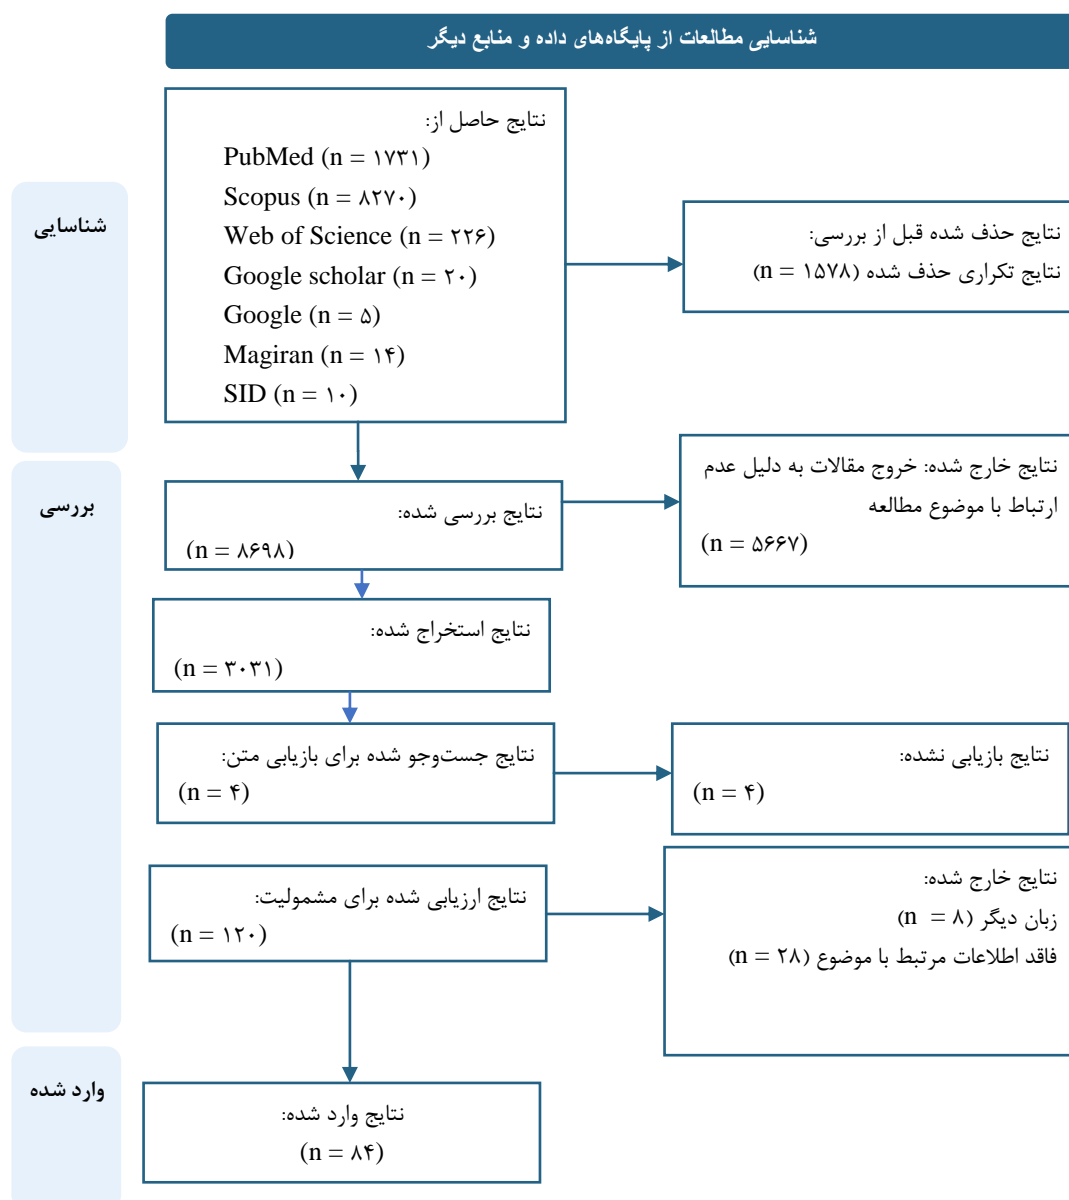 شناسایی مطالعات از پایگاه‌های داده و منابع دیگر
شناسایی
نتایج حاصل از:
PubMed (n = ۱۷۳۱)
Scopus (n = ۸۲۷۰)
Web of Science (n = ۲۲۶)
Google scholar (n = ۲۰)
Google (n = ۵)
Magiran (n = ۱۴)
SID (n = ۱۰)
نتایج حذف شده قبل از بررسی:
نتایج تکراری حذف شده (n = ۱۵۷۸)
بررسی
نتایج بررسی شده:
(n = ۸۶۹۸)
نتایج خارج شده: خروج مقالات به دلیل عدم
ارتباط با موضوع مطالعه
(n = ۵۶۶۷)
نتایج استخراج شده:
(n = ۳۰۳۱)
نتایج جست‌وجو شده برای بازیابی متن:
(n = ۴)
نتایج بازیابی نشده:
(n = ۴)
نتایج ارزیابی شده برای مشمولیت:
(n = ۱۲۰)
نتایج خارج شده:
زبان دیگر (n = ۸)
فاقد اطلاعات مرتبط با موضوع (n = ۲۸)
وارد شده
نتایج وارد شده:
(n = ۸۴)